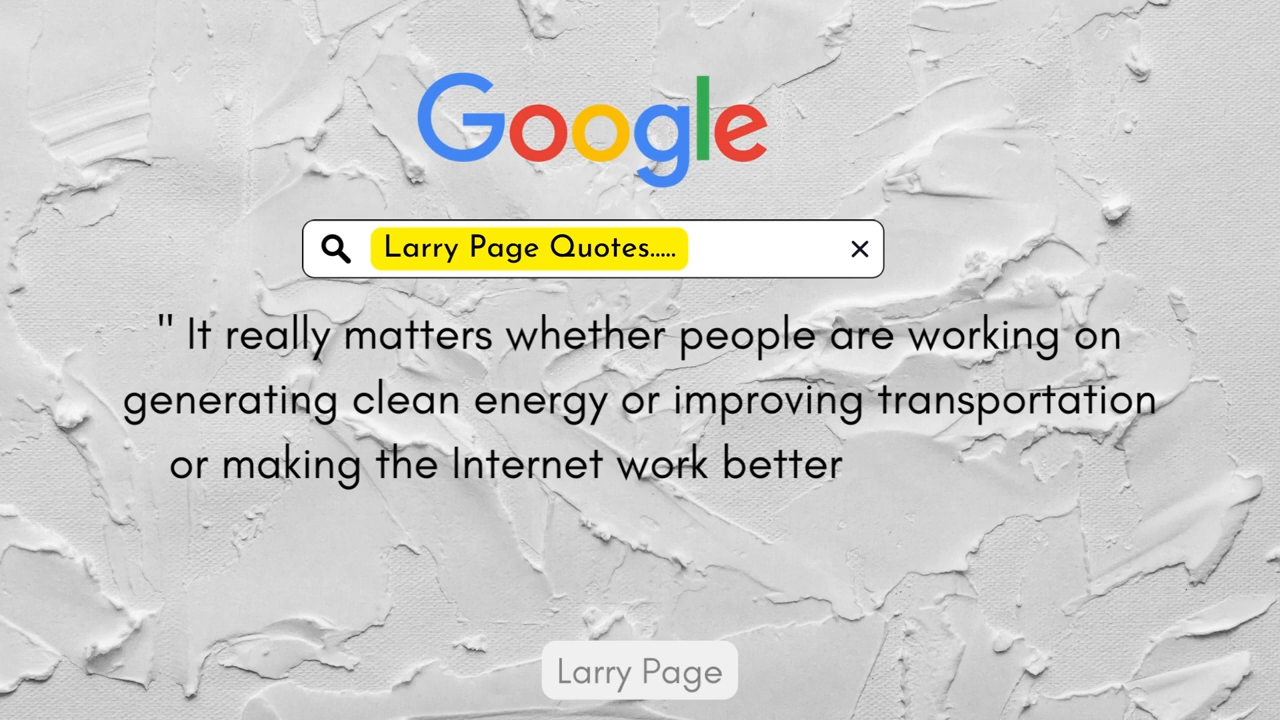 Google
Larry Page Quotes.....
" It really matters whether people are working on
generating clean energy or improving transportation
or making the Internet work better
Larry Page